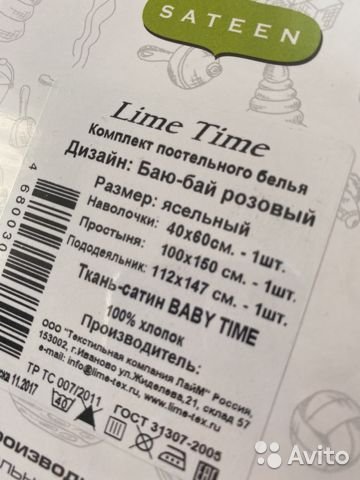 SATEEN
Lime Time
Комплект постельного белья
Дизайн: Баю-бай розовый
Размер: ясельный
Наволочки: 40х60см. - 1шт.
Простыня: 100х150 см. - 1шт.
Пододеяльник: 112х147 см. - 1шт.
Ткань-сатин BABY TIME
100% хлопок
Производитель:
ООО "Текстильная компания ЛайМ" Россия,
153002, г.Иваново ул.Жиделева,21, склад 57
e-mail: info@lime-tex.ru, www.lime-tex.ru
ТР ТС 007/2011 ГОСТ 31307-2005
11.2017
40
EAC
4 680030
Avito